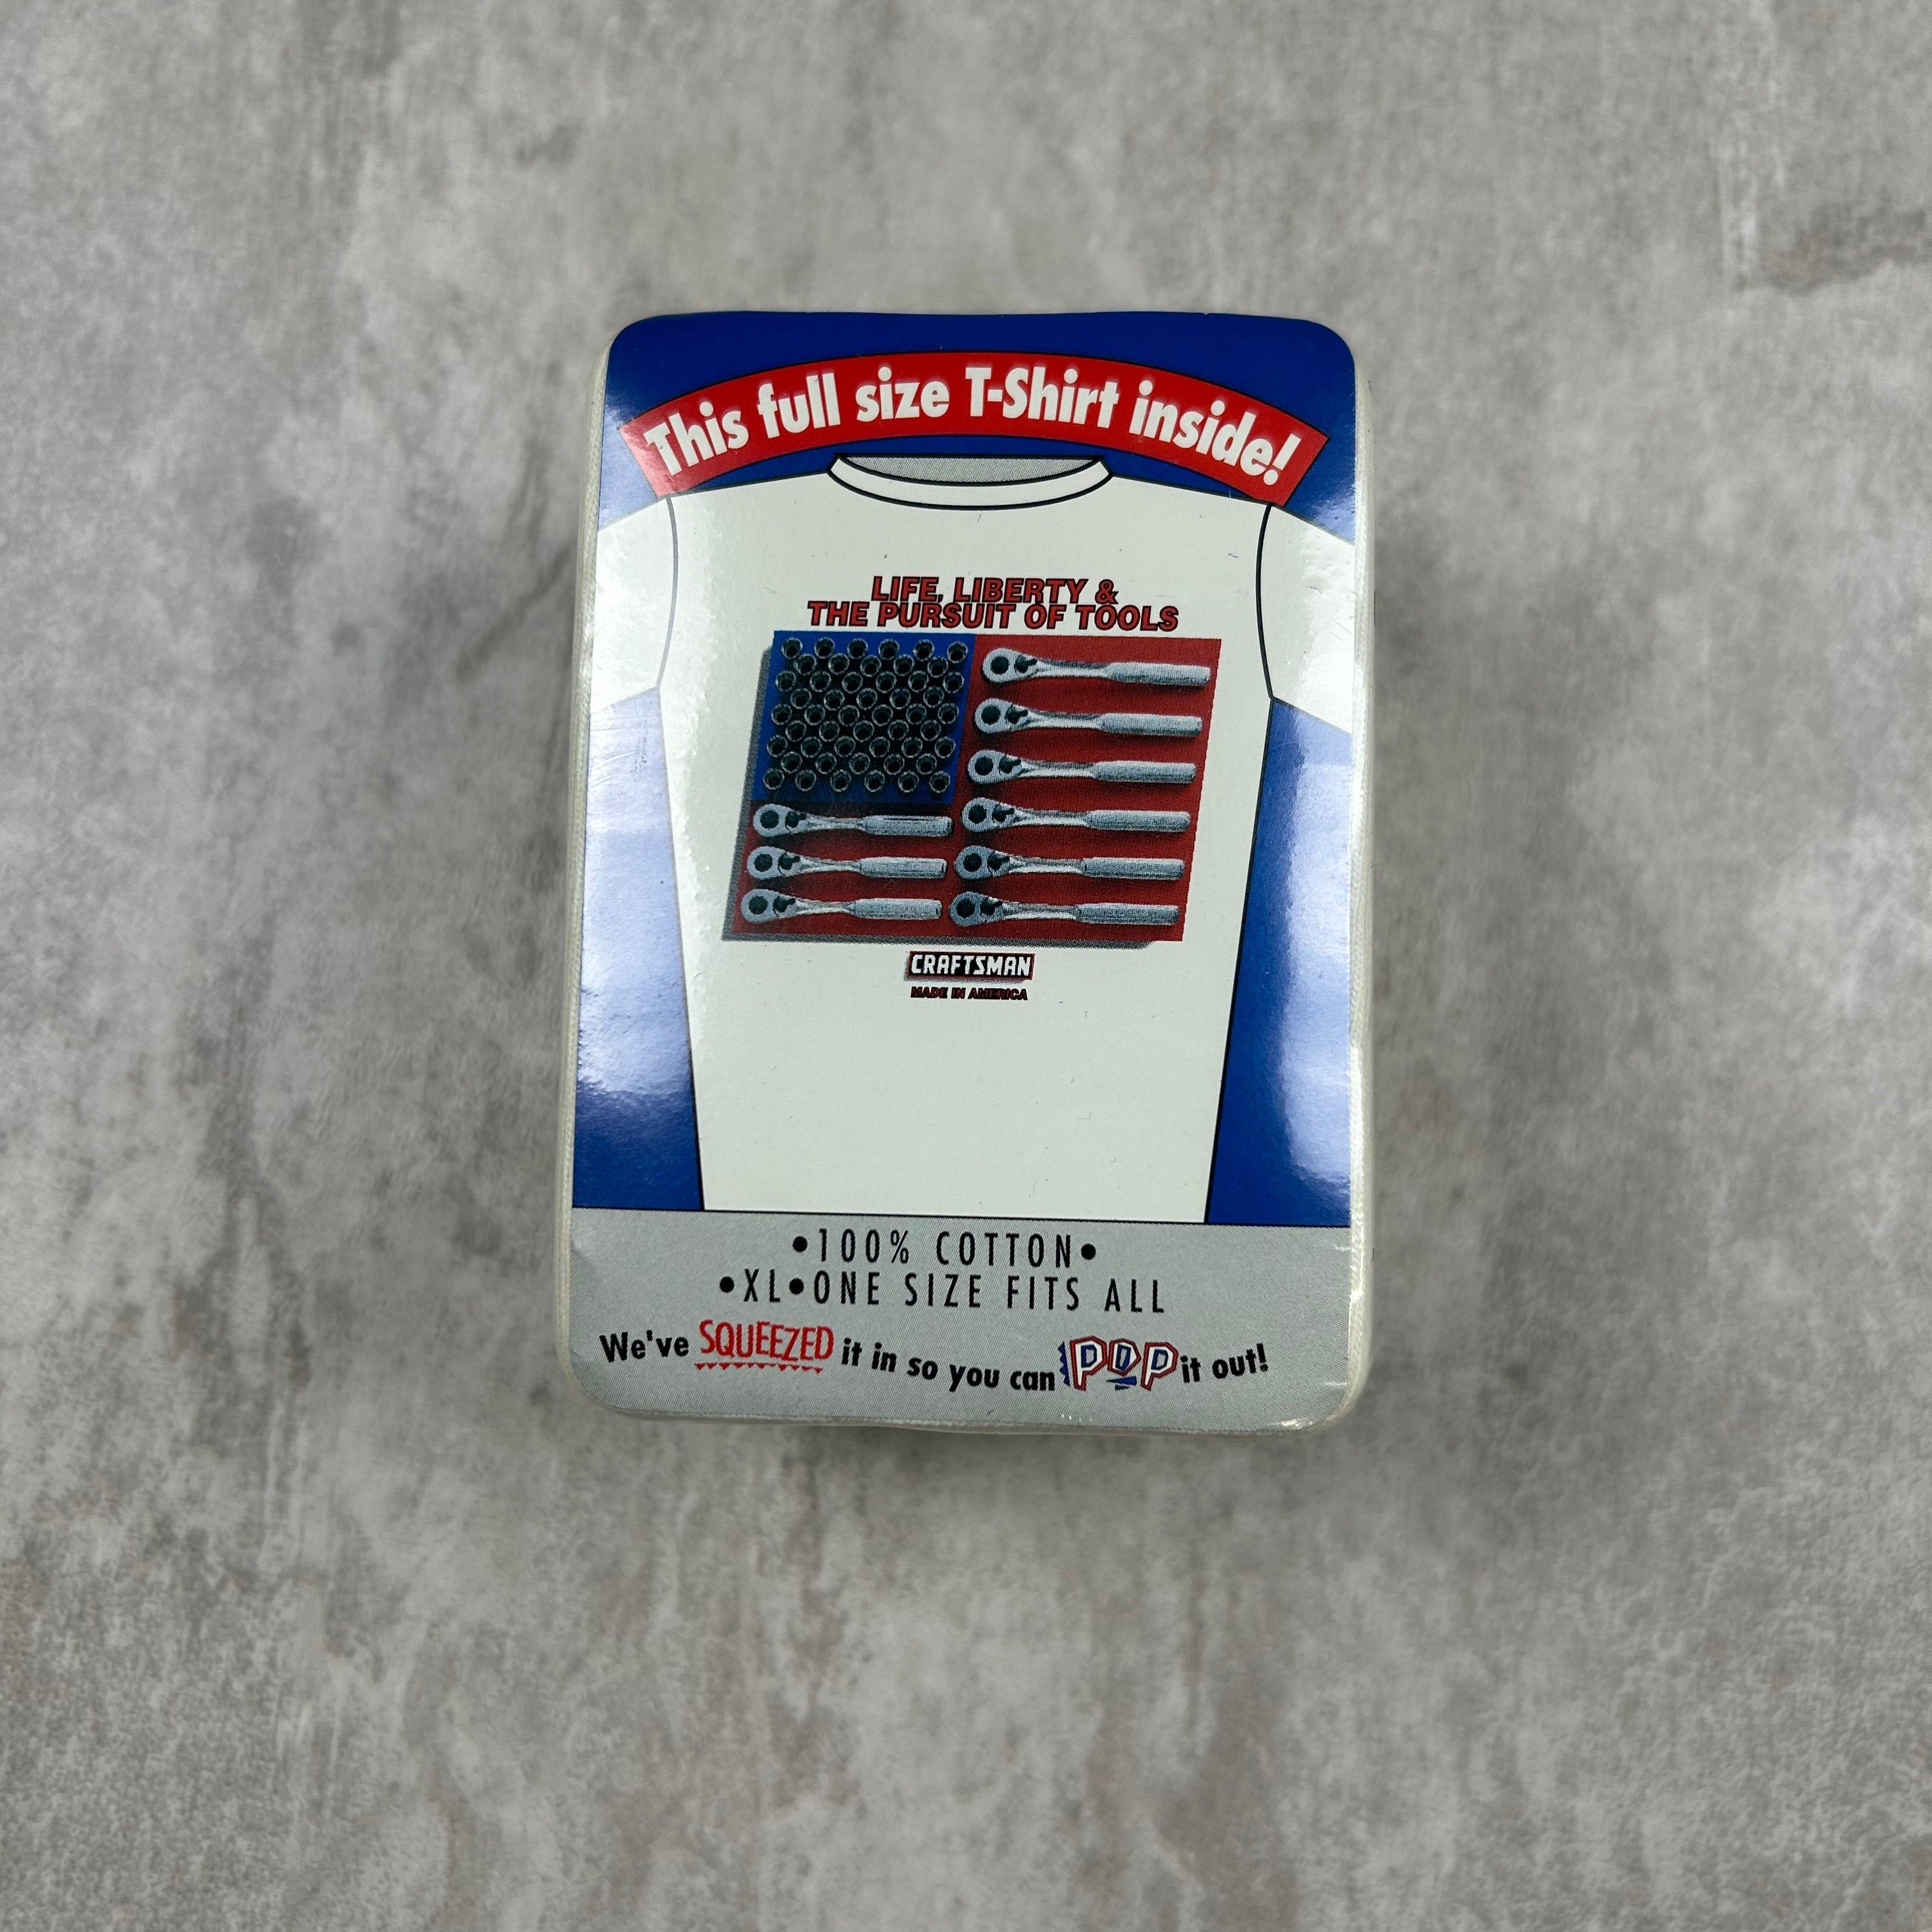 This full size T-Shirt inside!
LIFE, LIBERTY &
THE PURSUIT OF TOOLS
CRAFTSMAN
MADE IN AMERICA
•100% COTTON•
•XL•ONE SIZE FITS ALL
We've SQUEEZED it in so you can POP it out!